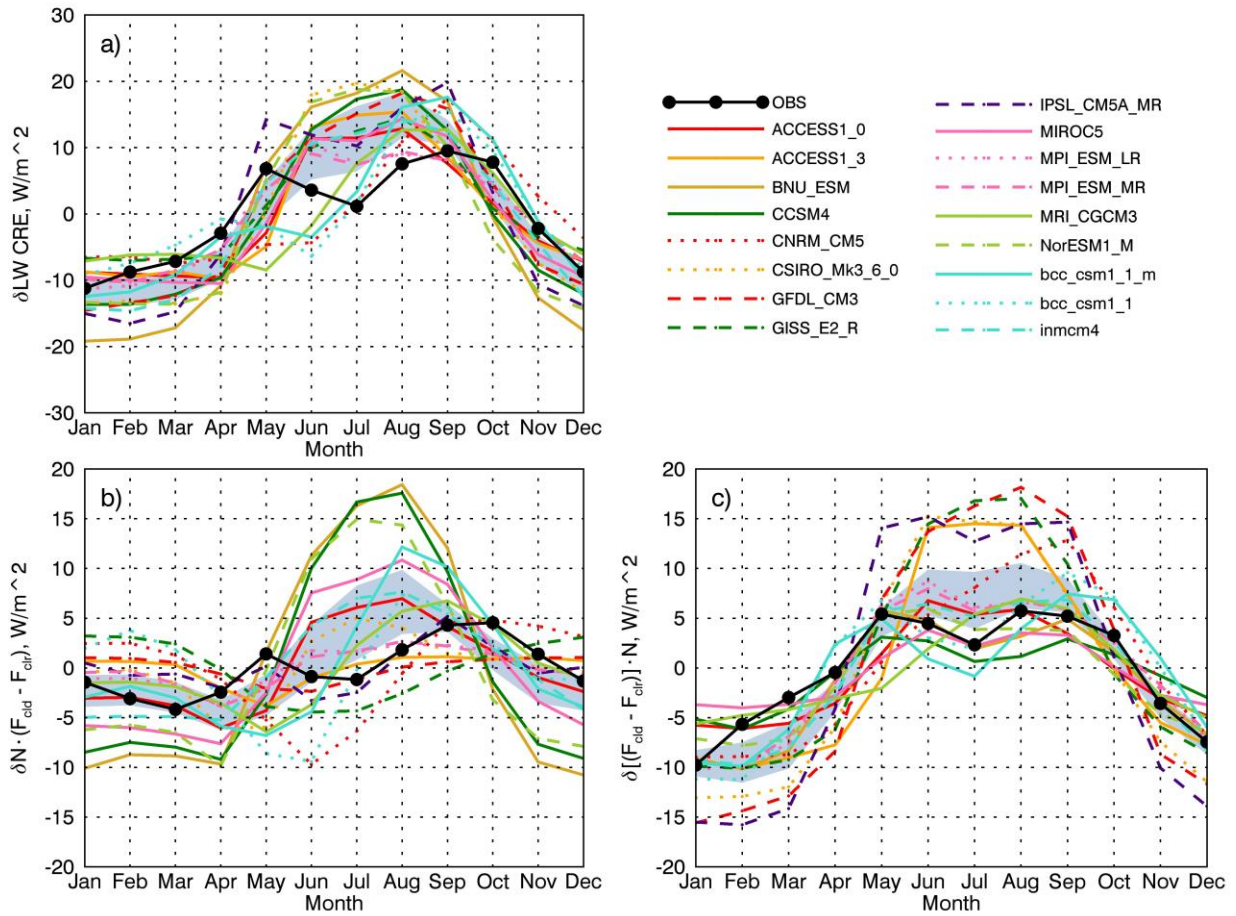 a)
δLW CRE, W/m^2
30
20
10
0
-10
-20
-30
Jan Feb Mar Apr May Jun Jul Aug Sep Oct Nov Dec
Month
OBS
ACCESS1_0
ACCESS1_3
BNU_ESM
CCSM4
CNRM_CM5
CSIRO_Mk3_6_0
GFDL_CM3
GISS_E2_R
IPSL_CM5A_MR
MIROC5
MPI_ESM_LR
MPI_ESM_MR
MRI_CGCM3
NorESM1_M
bcc_csm1_1_m
bcc_csm1_1
inmcm4
b)
δN · (Fcld - Fclr), W/m^2
20
15
10
5
0
-5
-10
-15
-20
Jan Feb Mar Apr May Jun Jul Aug Sep Oct Nov Dec
Month
c)
δ[(Fcld - Fclr)] · N, W/m^2
20
15
10
5
0
-5
-10
-15
-20
Jan Feb Mar Apr May Jun Jul Aug Sep Oct Nov Dec
Month